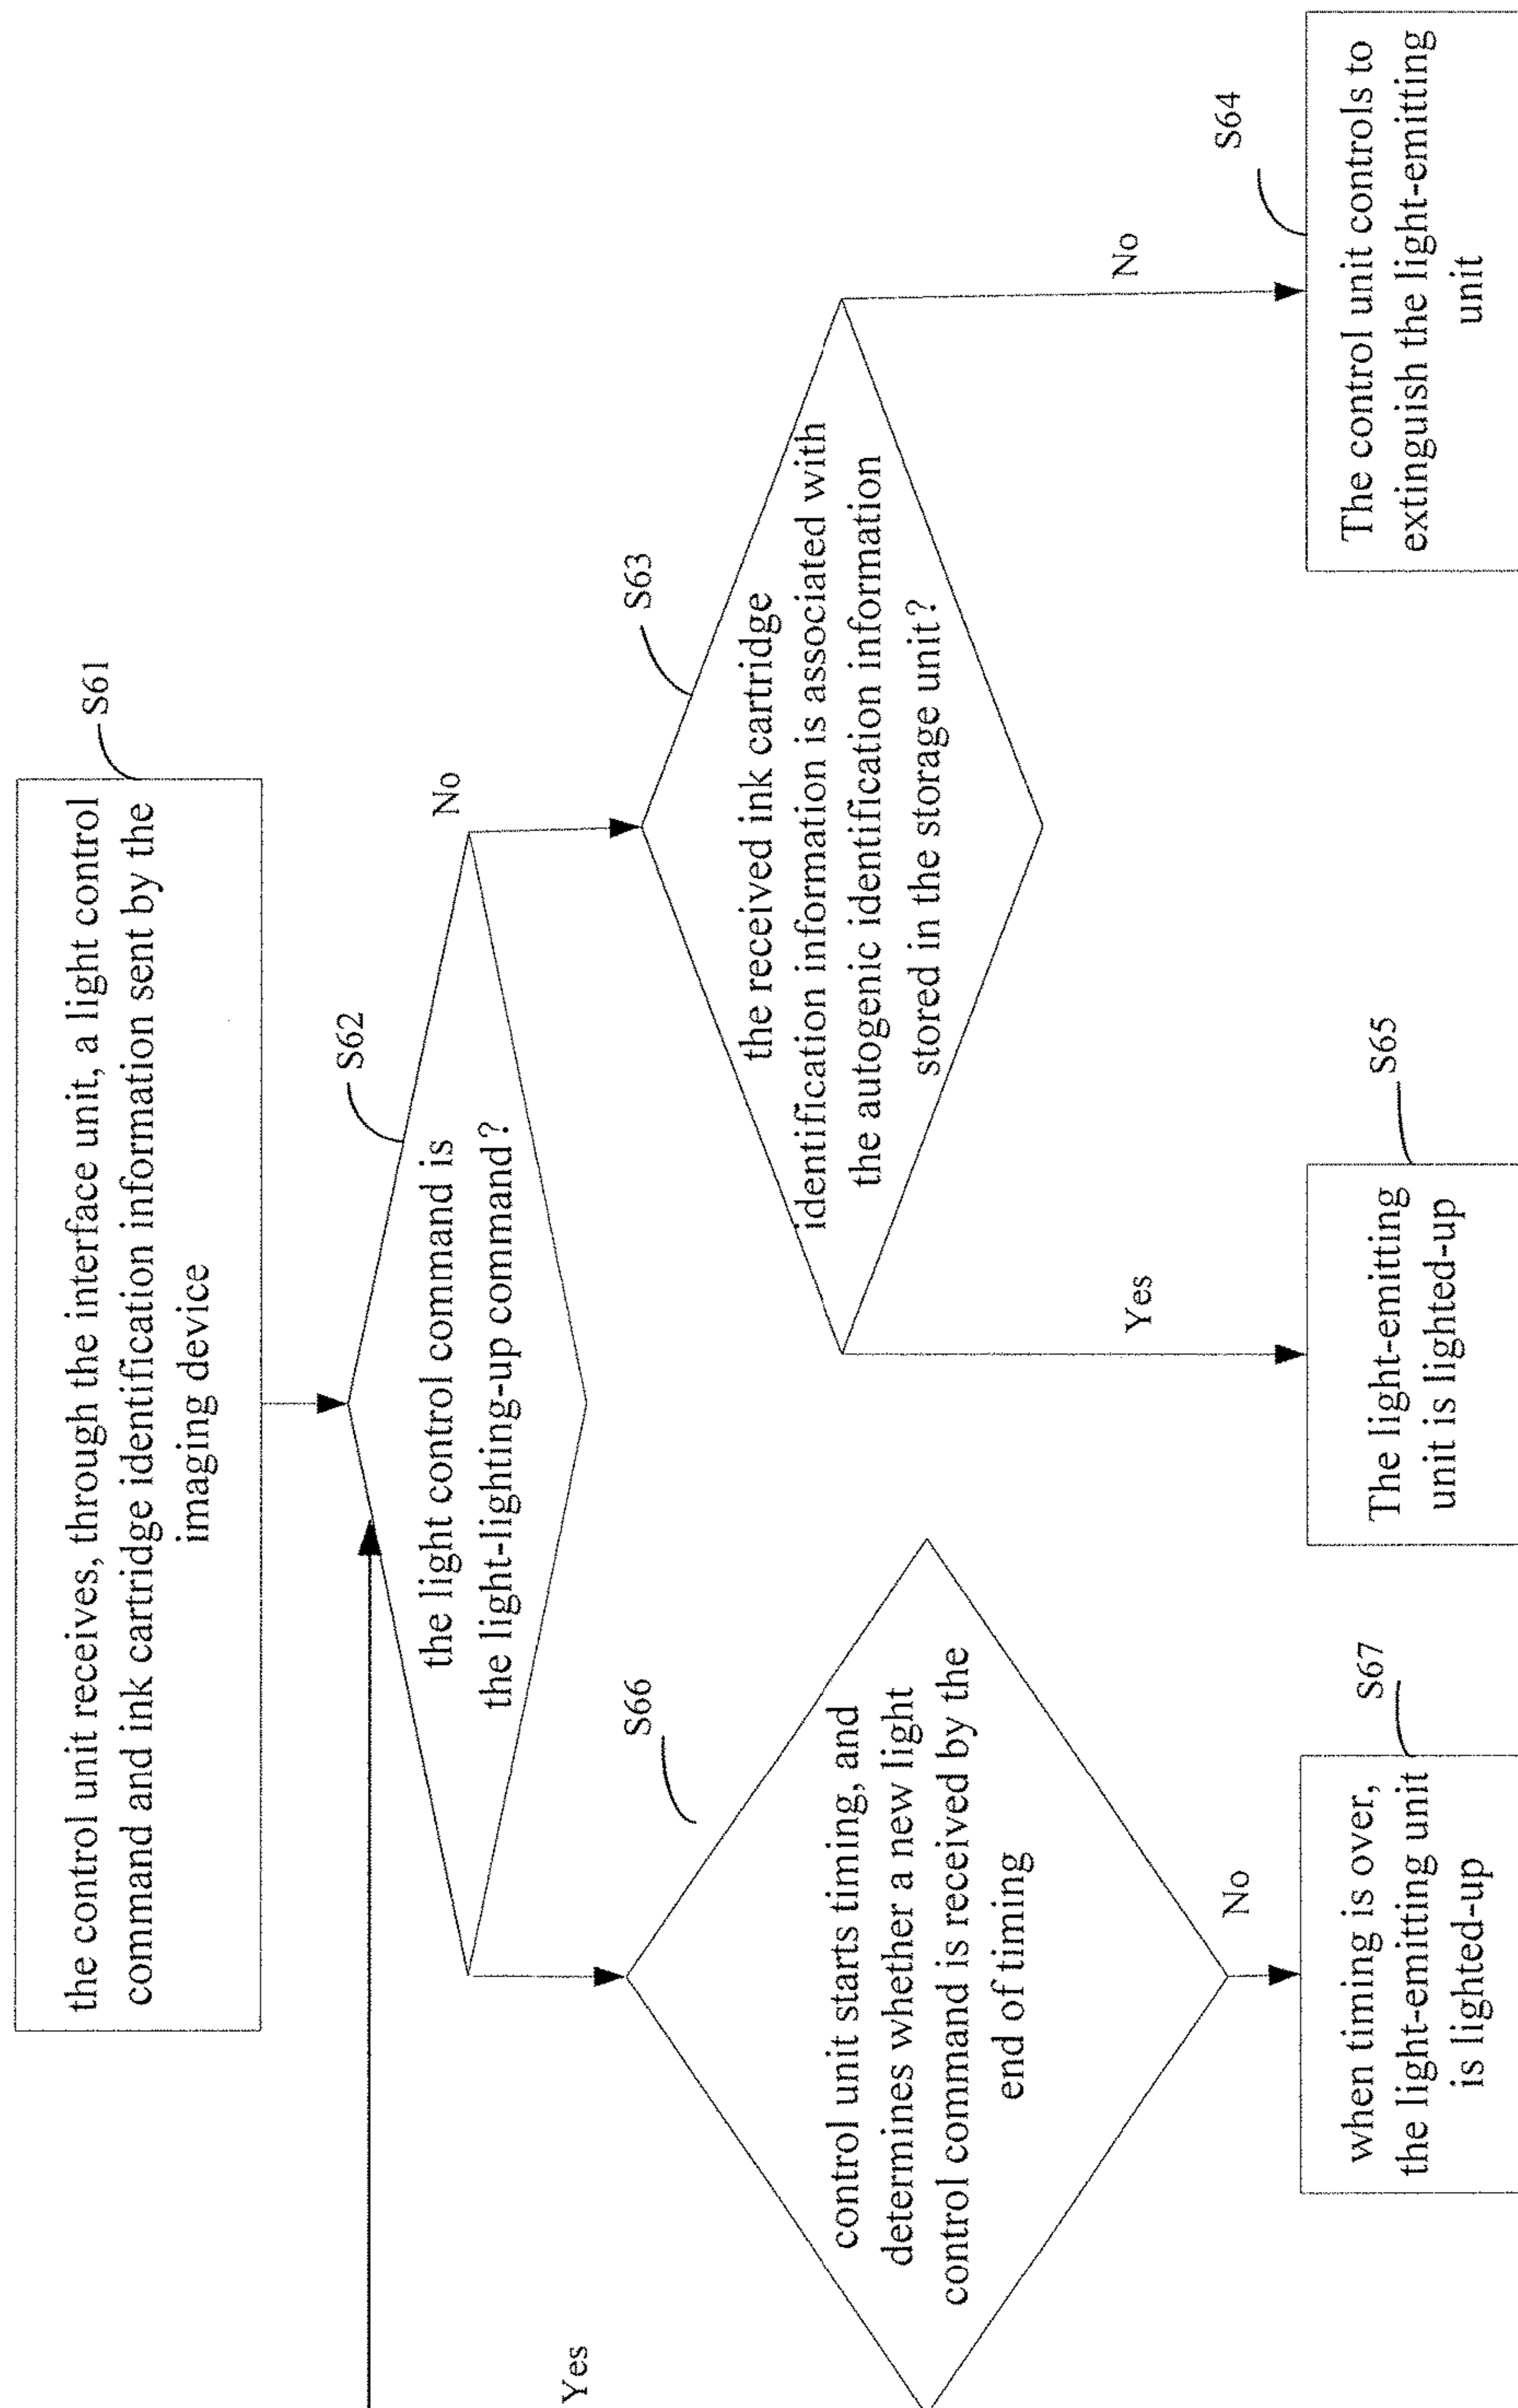 the control unit receives, through the interface unit, a light control
command and ink cartridge identification information sent by the
imaging device
S61
S62
the light control command is
the light-lighting-up command?
No
S63
the received ink cartridge
identification information is associated with
the autogenic identification information
stored in the storage unit?
No
S64
The control unit controls to
extinguish the light-emitting
unit
Yes
S65
The light-emitting
unit is lighted-up
S66
control unit starts timing, and
determines whether a new light
control command is received by the
end of timing
Yes
No
S67
when timing is over,
the light-emitting unit
is lighted-up